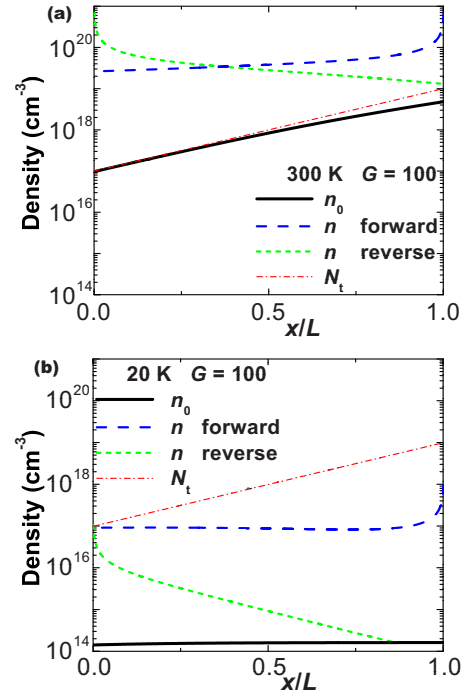 (a)
10²⁰
10¹⁸
10¹⁶
10¹⁴
Density (cm⁻³)
300 K G = 100
n₀
n forward
n reverse
Nₜ
0.0 0.5 1.0
x/L
(b)
20 K G = 100
n₀
n forward
n reverse
Nₜ
10²⁰
10¹⁸
10¹⁶
10¹⁴
Density (cm⁻³)
0.0 0.5 1.0
x/L